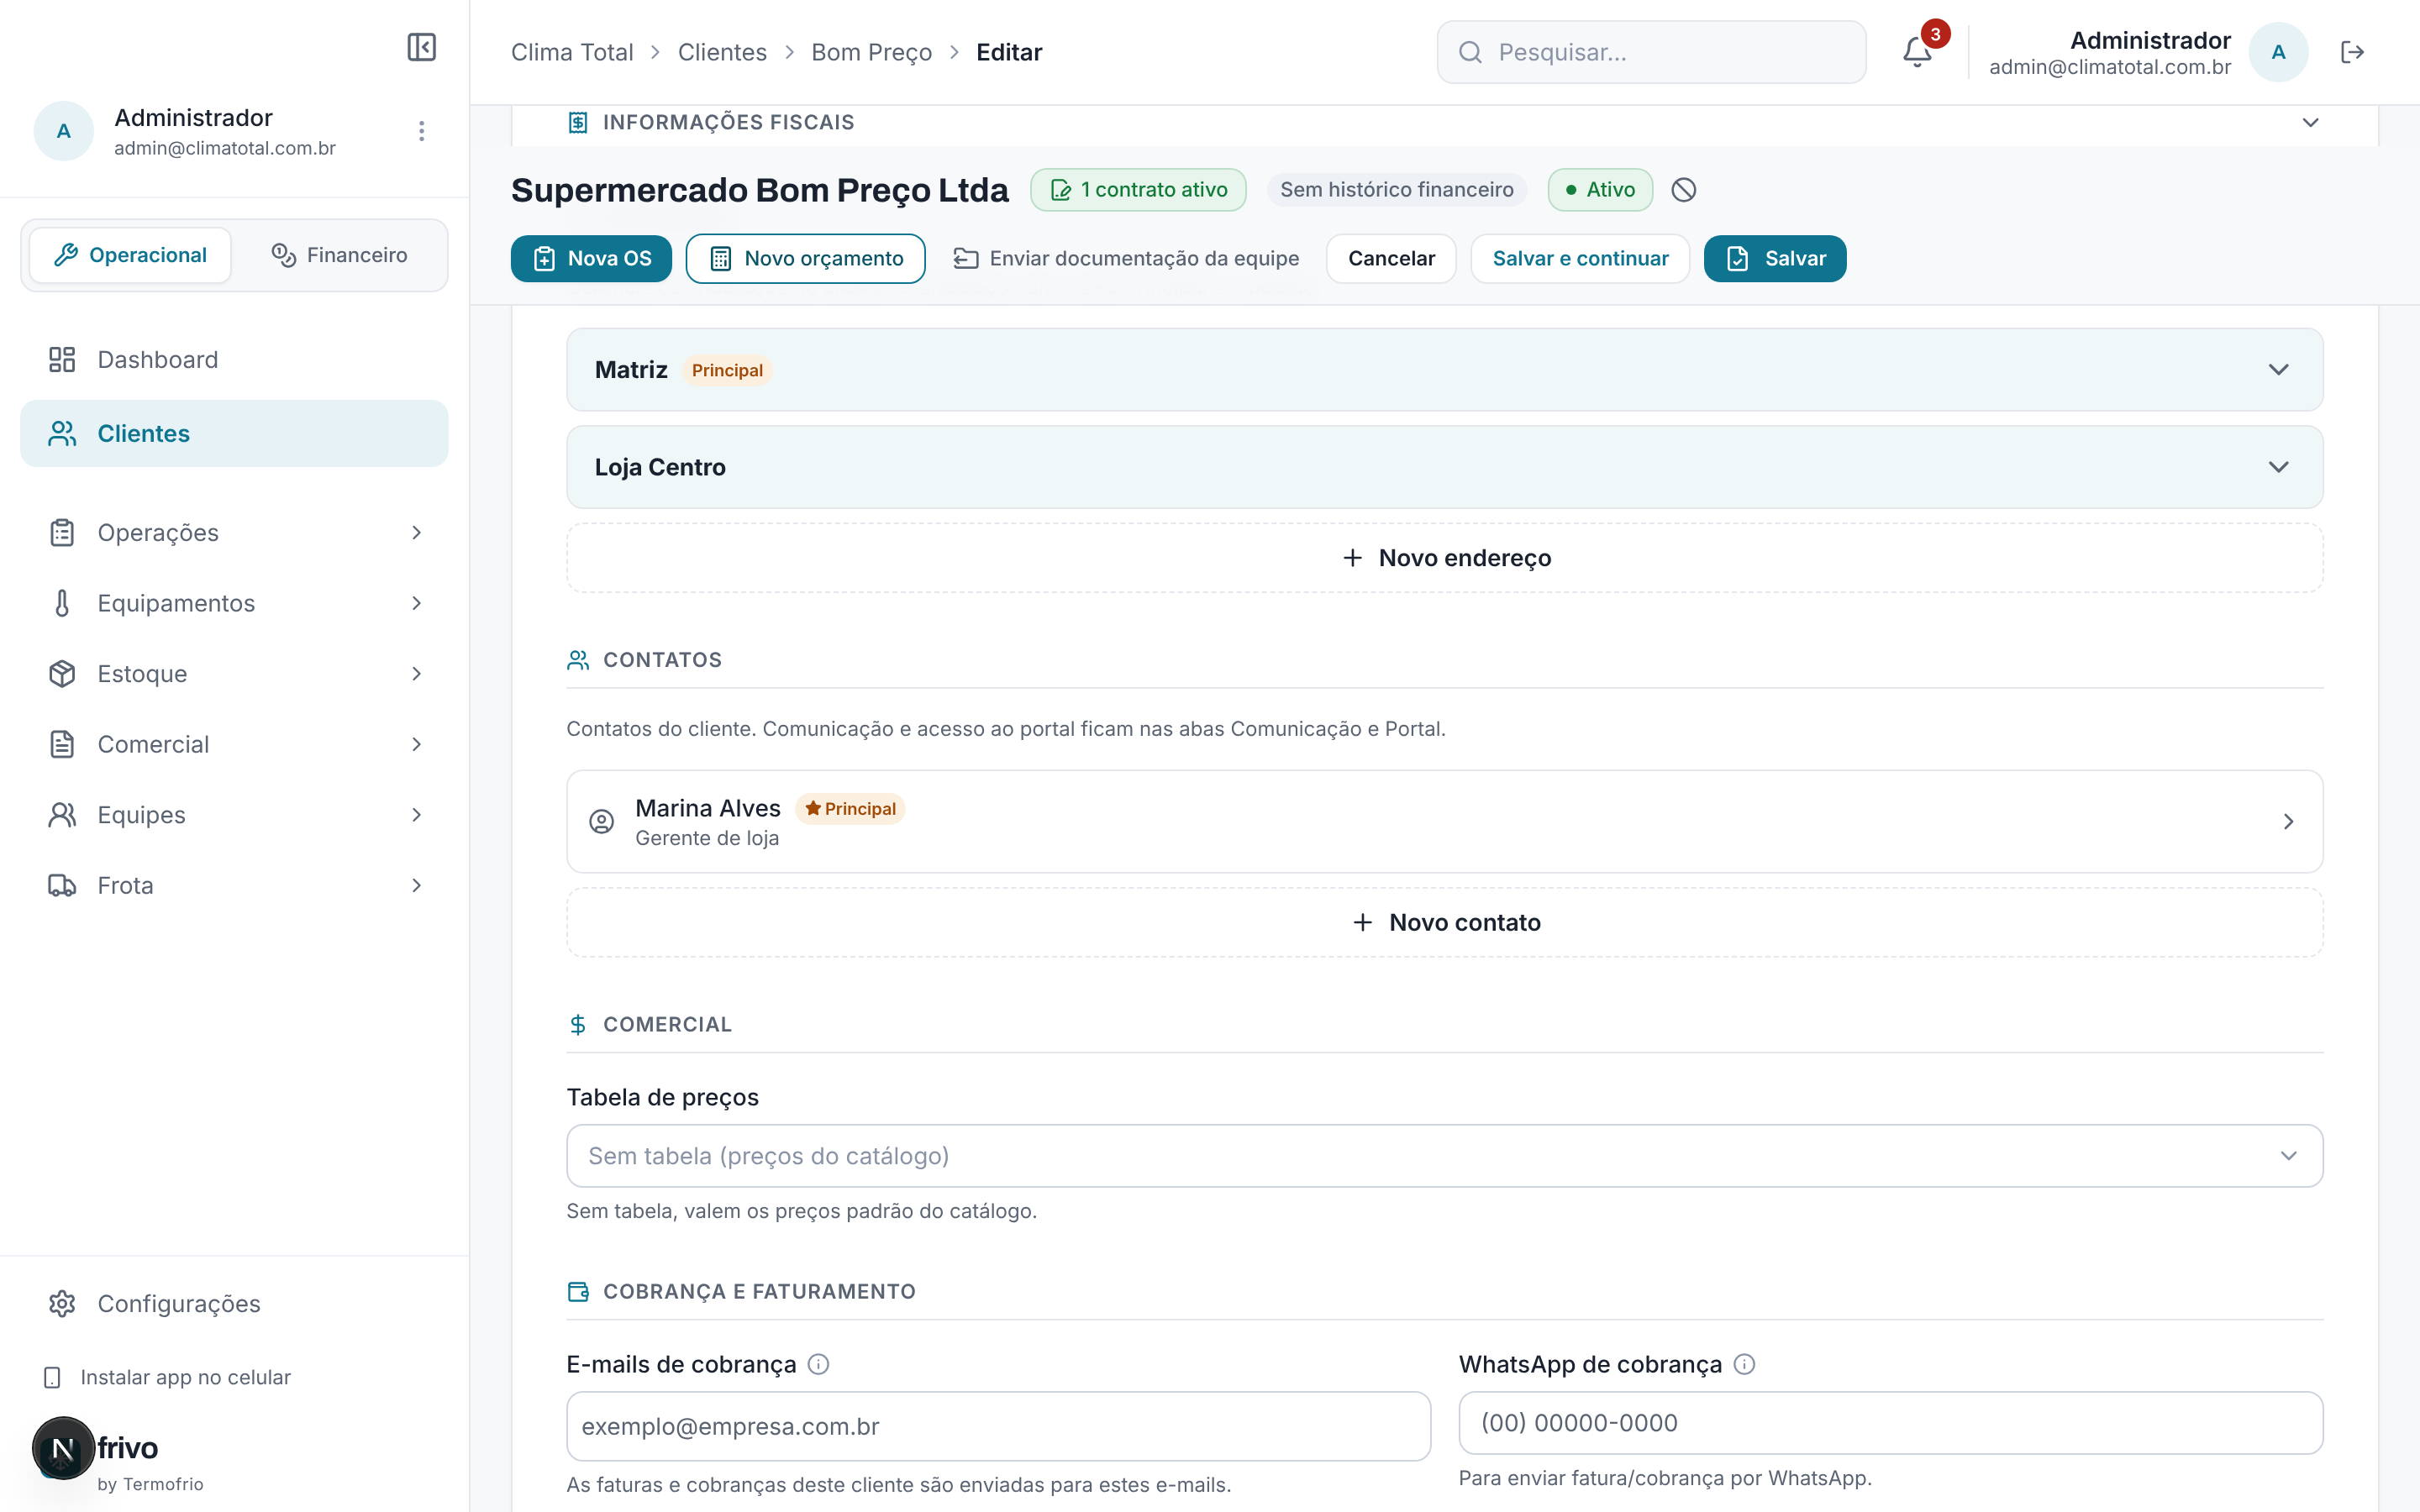 Administrador
admin@climatotal.com.br
Operacional
Financeiro
Dashboard
Clientes
Operações
Equipamentos
Estoque
Comercial
Equipes
Frota
Configurações
Instalar app no celular
N
frivo
by Termofrio
Clima Total > Clientes > Bom Preço > Editar
Pesquisar...
3
Administrador
admin@climatotal.com.br
A
A
INFORMAÇÕES FISCAIS
Supermercado Bom Preço Ltda
1 contrato ativo
Sem histórico financeiro
Ativo
Nova OS
Novo orçamento
Enviar documentação da equipe
Cancelar
Salvar e continuar
Salvar
Matriz Principal
Loja Centro
+ Novo endereço
CONTATOS
Contatos do cliente. Comunicação e acesso ao portal ficam nas abas Comunicação e Portal.
Marina Alves Principal
Gerente de loja
+ Novo contato
COMERCIAL
Tabela de preços
Sem tabela (preços do catálogo)
Sem tabela, valem os preços padrão do catálogo.
COBRANÇA E FATURAMENTO
E-mails de cobrança
exemplo@empresa.com.br
As faturas e cobranças deste cliente são enviadas para estes e-mails.
WhatsApp de cobrança
(00) 00000-0000
Para enviar fatura/cobrança por WhatsApp.